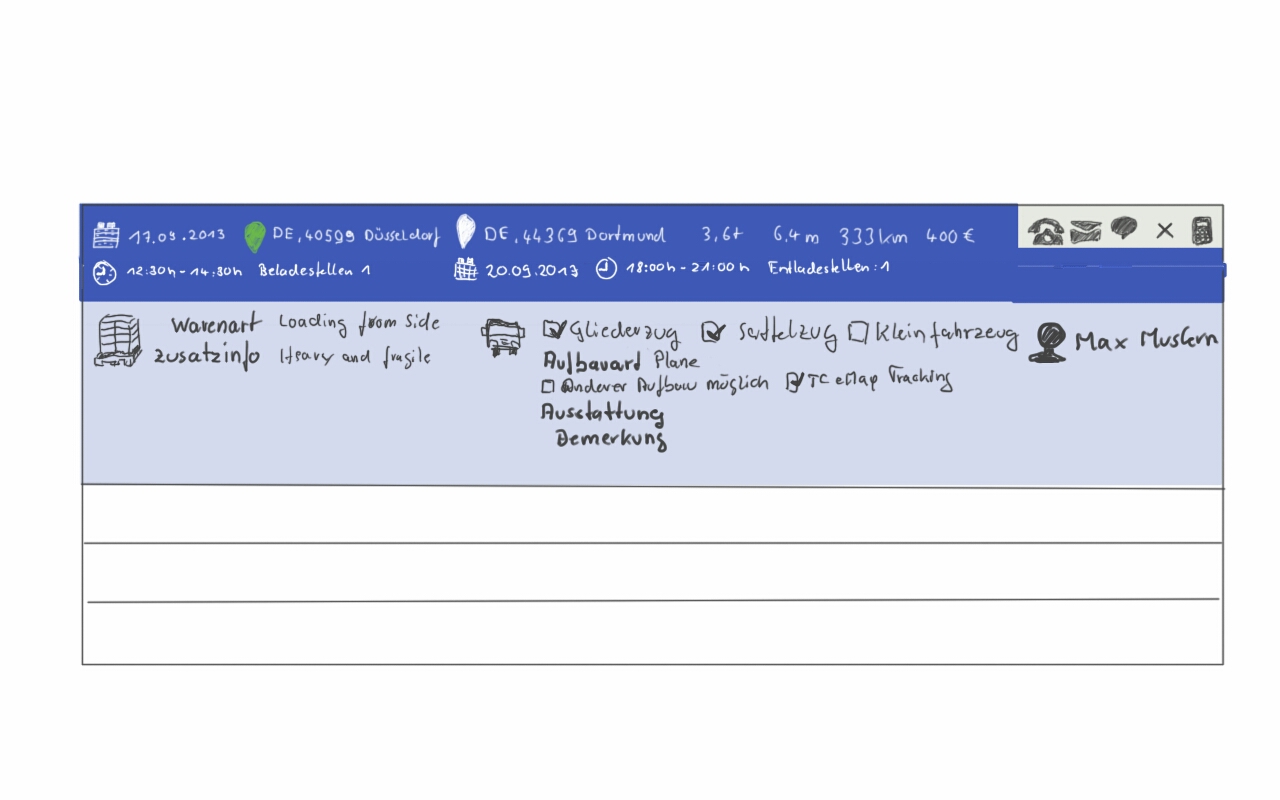 17.09.2013 DE, 40599 Düsseldorf DE, 44369 Dortmund 3,6t 6,4 m 333 km 400 €
12:30h - 14:30h Beladestellen 1 20.09.2013 18:00h - 21:00 h Entladestellen: 1
Warenart Loading from Side
Zusatzinfo Heavy and fragile
Gliederzug Sattelzug Kleinfahrzeug
Aufbauart Plane
Anderer Aufbau möglich TC eMap Tracking
Ausstattung
Bemerkung
Max Mustern